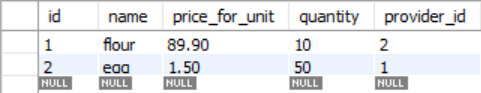 id name price_for_unit quantity provider_id
1 flour 89.90 10 2
2 egg 1.50 50 1
NULL NULL NULL NULL NULL